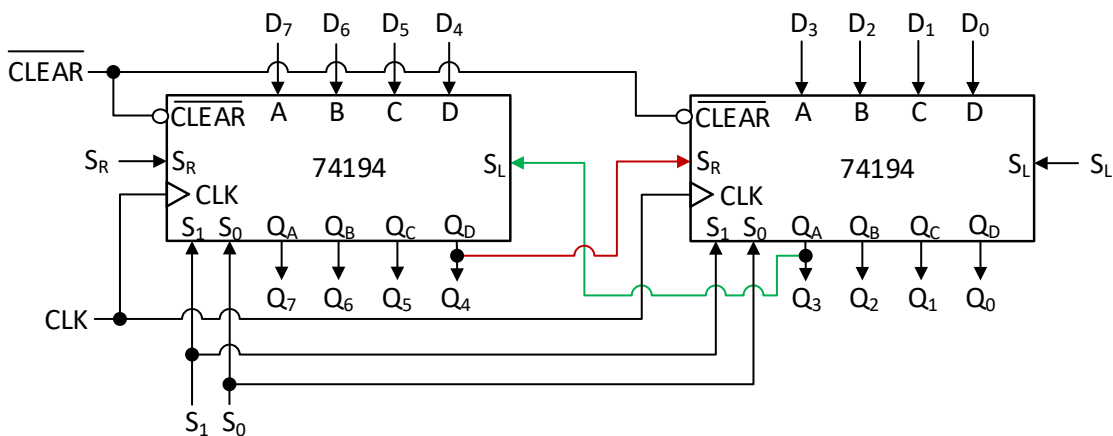 D7 D6 D5 D4 D3 D2 D1 D0
CLEAR
CLEAR A B C D CLEAR A B C D
SR SR 74194 SL SR 74194 SL SL
CLK CLK
S1 S0 QA QB QC QD S1 S0 QA QB QC QD
Q7 Q6 Q5 Q4 Q3 Q2 Q1 Q0
CLK
S1 S0